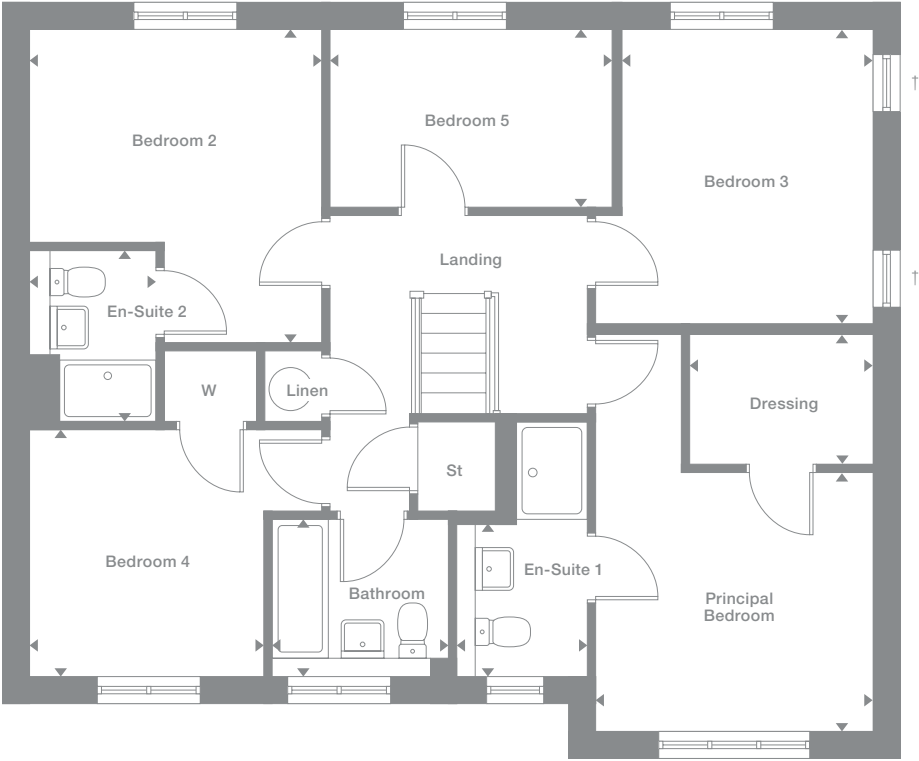 Bedroom 2
Bedroom 5
†
Bedroom 3
Landing
†
En-Suite 2
W
Linen
Dressing
St
Bedroom 4
En-Suite 1
Bathroom
Principal
Bedroom